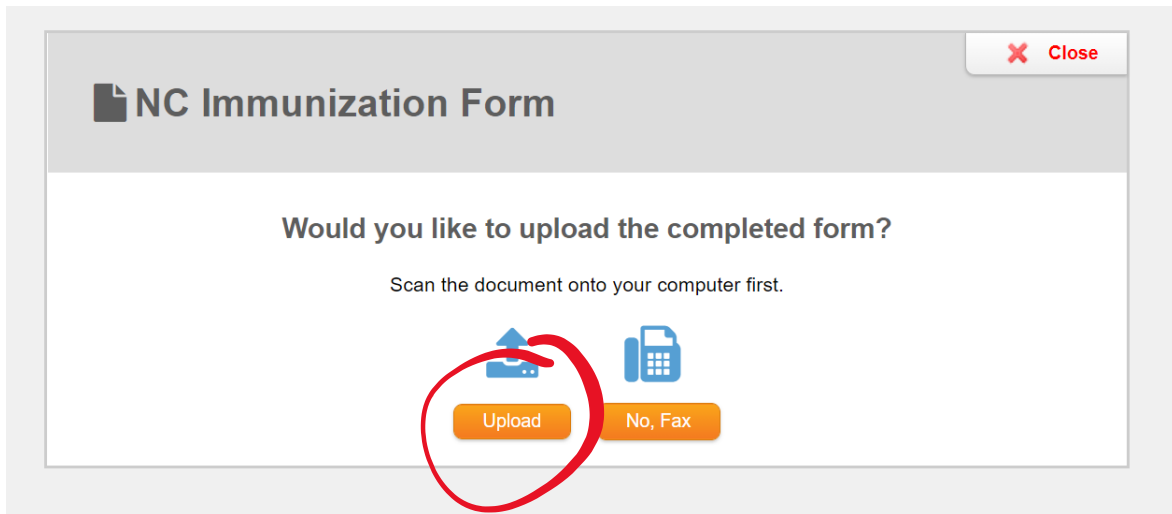 Close
NC Immunization Form
Would you like to upload the completed form?
Scan the document onto your computer first.
Upload
No, Fax